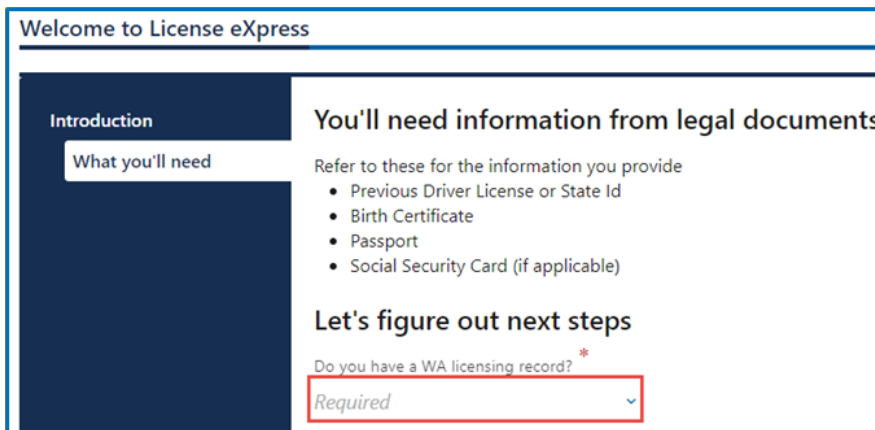 Welcome to License eXpress
Introduction
What you'll need
You'll need information from legal documents
Refer to these for the information you provide
• Previous Driver License or State Id
• Birth Certificate
• Passport
• Social Security Card (if applicable)
Let's figure out next steps
Do you have a WA licensing record? *
Required